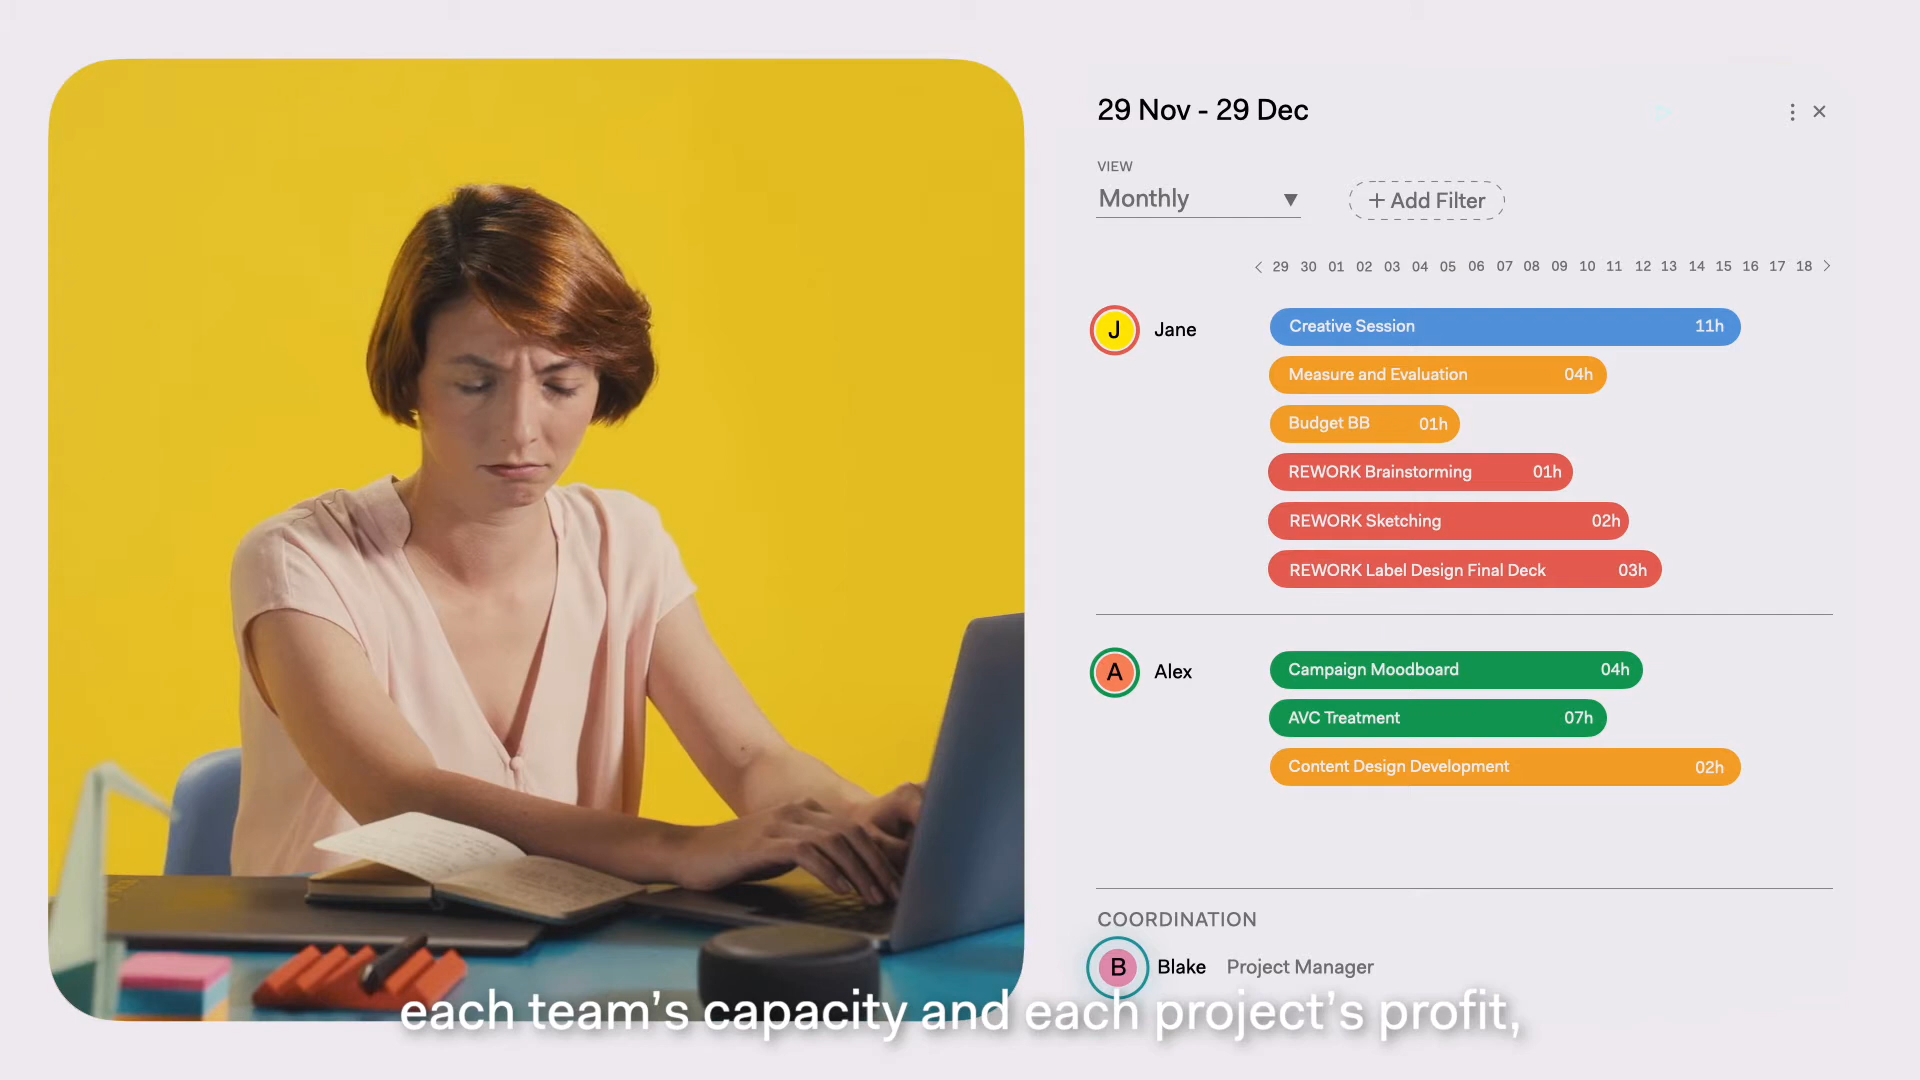 29 Nov - 29 Dec
VIEW
Monthly
+ Add Filter
29 30 01 02 03 04 05 06 07 08 09 10 11 12 13 14 15 16 17 18
J Jane
Creative Session 11h
Measure and Evaluation 04h
Budget BB 01h
REWORK Brainstorming 01h
REWORK Sketching 02h
REWORK Label Design Final Deck 03h
A Alex
Campaign Moodboard 04h
AVC Treatment 07h
Content Design Development 02h
COORDINATION
B Blake Project Manager
each team's capacity and each project's profit,